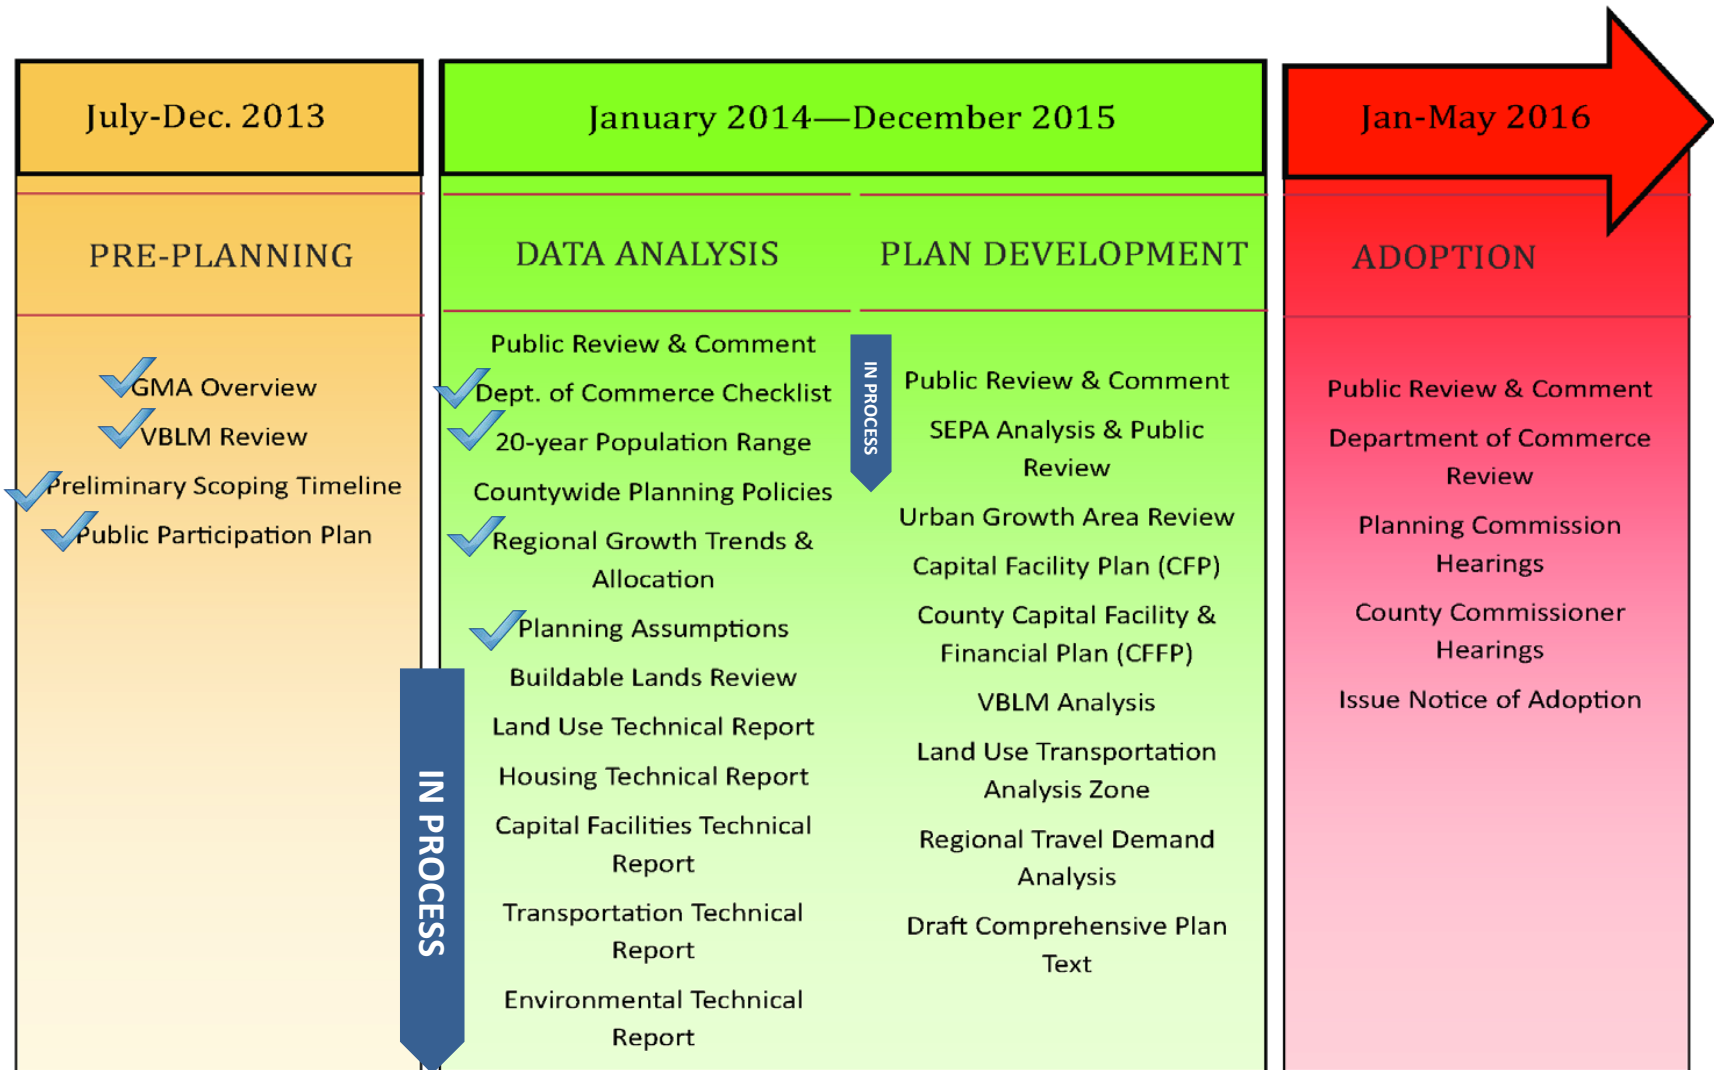 July-Dec. 2013
PRE-PLANNING
GMA Overview
VBLM Review
Preliminary Scoping Timeline
Public Participation Plan
January 2014—December 2015
DATA ANALYSIS
Public Review & Comment
Dept. of Commerce Checklist
20-year Population Range
Countywide Planning Policies
Regional Growth Trends &
Allocation
Planning Assumptions
Buildable Lands Review
Land Use Technical Report
Housing Technical Report
Capital Facilities Technical
Report
Transportation Technical
Report
Environmental Technical
Report
IN PROCESS
PLAN DEVELOPMENT
IN PROCESS
Public Review & Comment
SEPA Analysis & Public
Review
Urban Growth Area Review
Capital Facility Plan (CFP)
County Capital Facility &
Financial Plan (CFFP)
VBLM Analysis
Land Use Transportation
Analysis Zone
Regional Travel Demand
Analysis
Draft Comprehensive Plan
Text
Jan-May 2016
ADOPTION
Public Review & Comment
Department of Commerce
Review
Planning Commission
Hearings
County Commissioner
Hearings
Issue Notice of Adoption